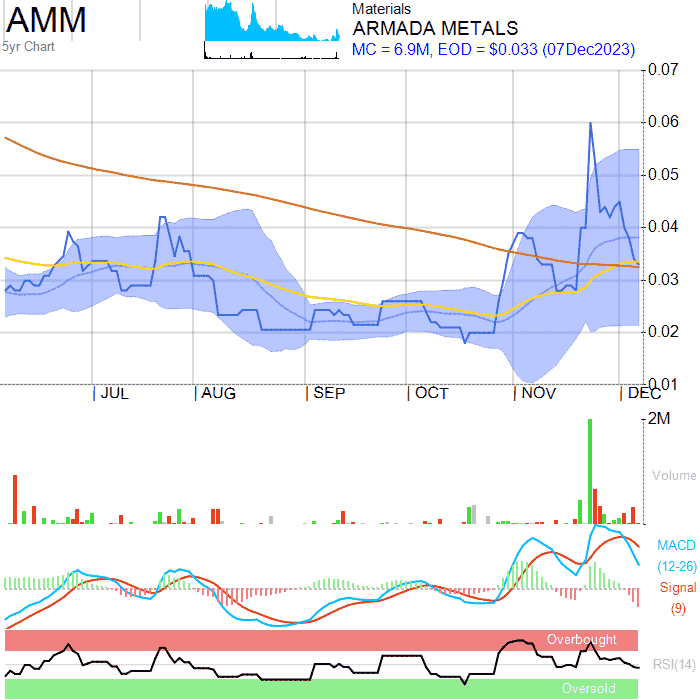 AMM
5yr Chart
Materials
ARMADA METALS
MC = 6.9M, EOD = $0.033 (07Dec2023)
0.07
0.06
0.05
0.04
0.03
0.02
0.01
JUL AUG SEP OCT NOV DEC
2M
Volume
MACD
(12-26)
Signal
(9)
Overbought
RSI(14)
Oversold